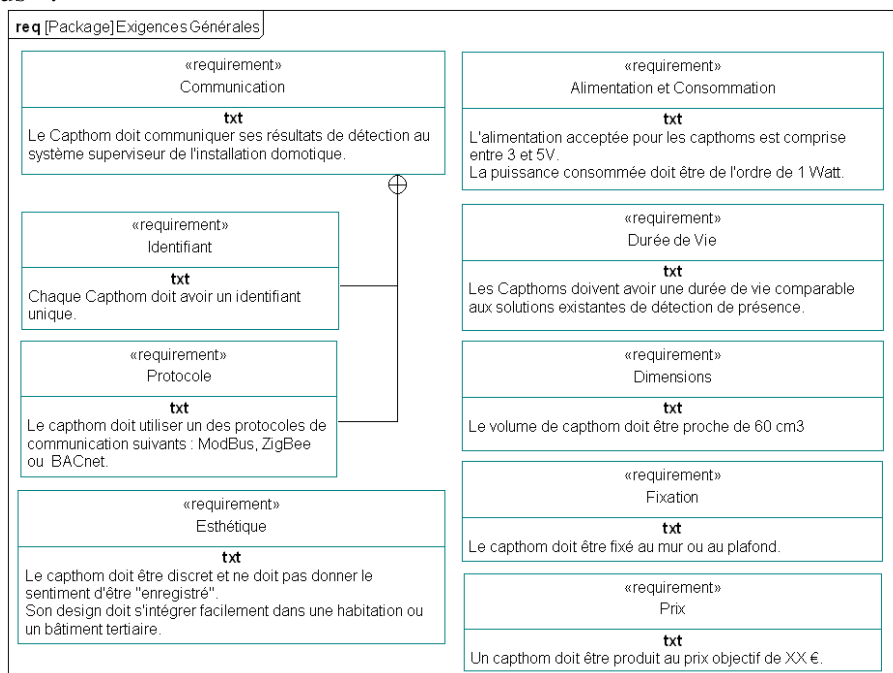 req [Package] Exigences Générales
«requirement»
Communication
txt
Le Capthom doit communiquer ses résultats de détection au
système superviseur de l'installation domotique.
«requirement»
Identifiant
txt
Chaque Capthom doit avoir un identifiant
unique.
«requirement»
Protocole
txt
Le capthom doit utiliser un des protocoles de
communication suivants : ModBus, ZigBee
ou BACnet.
«requirement»
Esthétique
txt
Le capthom doit être discret et ne doit pas donner le
sentiment d'être "enregistré".
Son design doit s'intégrer facilement dans une habitation ou
un bâtiment tertiaire.
«requirement»
Alimentation et Consommation
txt
L'alimentation acceptée pour les capthoms est comprise
entre 3 et 5V.
La puissance consommée doit être de l'ordre de 1 Watt.
«requirement»
Durée de Vie
txt
Les Capthoms doivent avoir une durée de vie comparable
aux solutions existantes de détection de présence.
«requirement»
Dimensions
txt
Le volume de capthom doit être proche de 60 cm3
«requirement»
Fixation
txt
Le capthom doit être fixé au mur ou au plafond.
«requirement»
Prix
txt
Un capthom doit être produit au prix objectif de XX €.